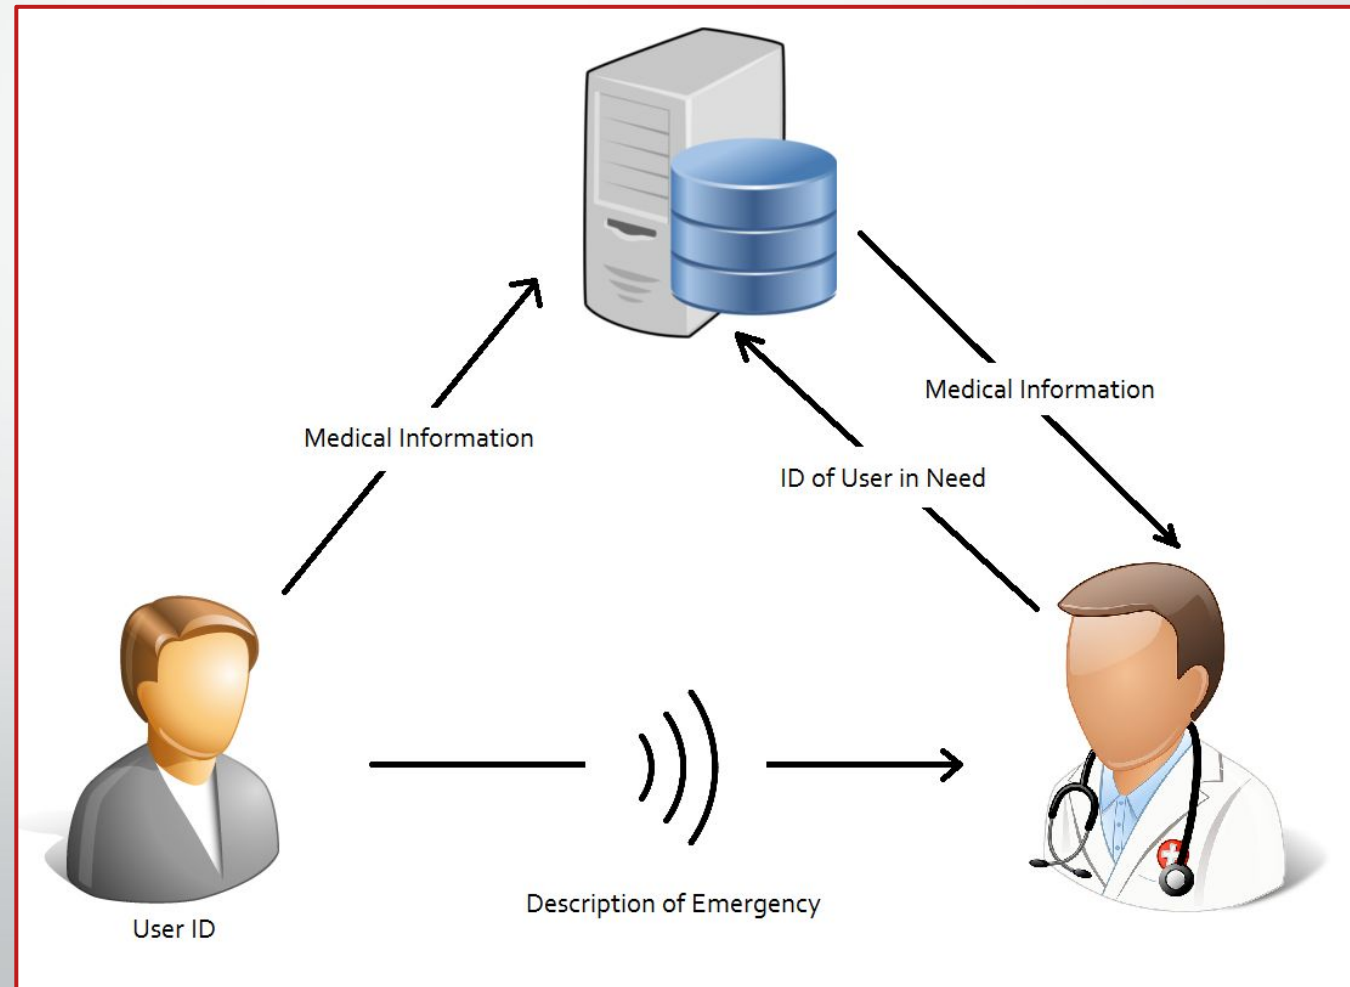 Medical Information
Medical Information
ID of User in Need
Description of Emergency
User ID